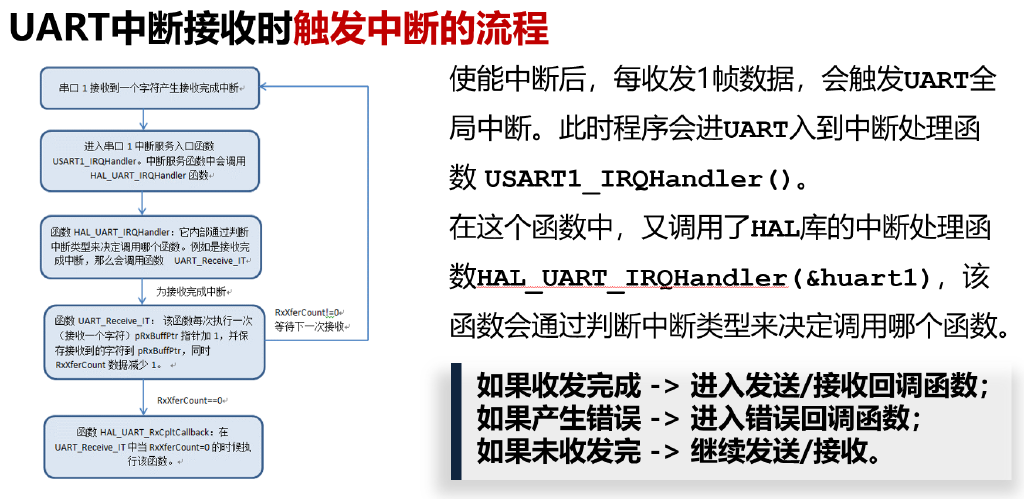 UART中断接收时触发中断的流程
串口 1 接收到一个字符产生接收完成中断
进入串口 1 中断服务入口函数
USART1_IRQHandler。中断服务函数中会调用
HAL_UART_IRQHandler 函数
函数 HAL_UART_IRQHandler：它内部通过判断
中断类型来决定调用哪个函数。例如是接收完
成中断，那么会调用函数 UART_Receive_IT
为接收完成中断
函数 UART_Receive_IT： 该函数每次执行一次
（接收一个字符）pRxBuffPtr 指针加 1，并保
存接收到的字符到 pRxBuffPtr，同时
RxXferCount 数据减少 1。
RxXferCount!=0
等待下一次接收
RxXferCount==0
函数 HAL_UART_RxCpltCallback：在
UART_Receive_IT 中当 RxXferCount=0 的时候执
行该函数。
使能中断后，每收发1帧数据，会触发UART全
局中断。此时程序会进UART入到中断处理函
数 USART1_IRQHandler()。
在这个函数中，又调用了HAL库的中断处理函
数HAL_UART_IRQHandler(&huart1)，该
函数会通过判断中断类型来决定调用哪个函数。
如果收发完成 -> 进入发送/接收回调函数；
如果产生错误 -> 进入错误回调函数；
如果未收发完 -> 继续发送/接收。